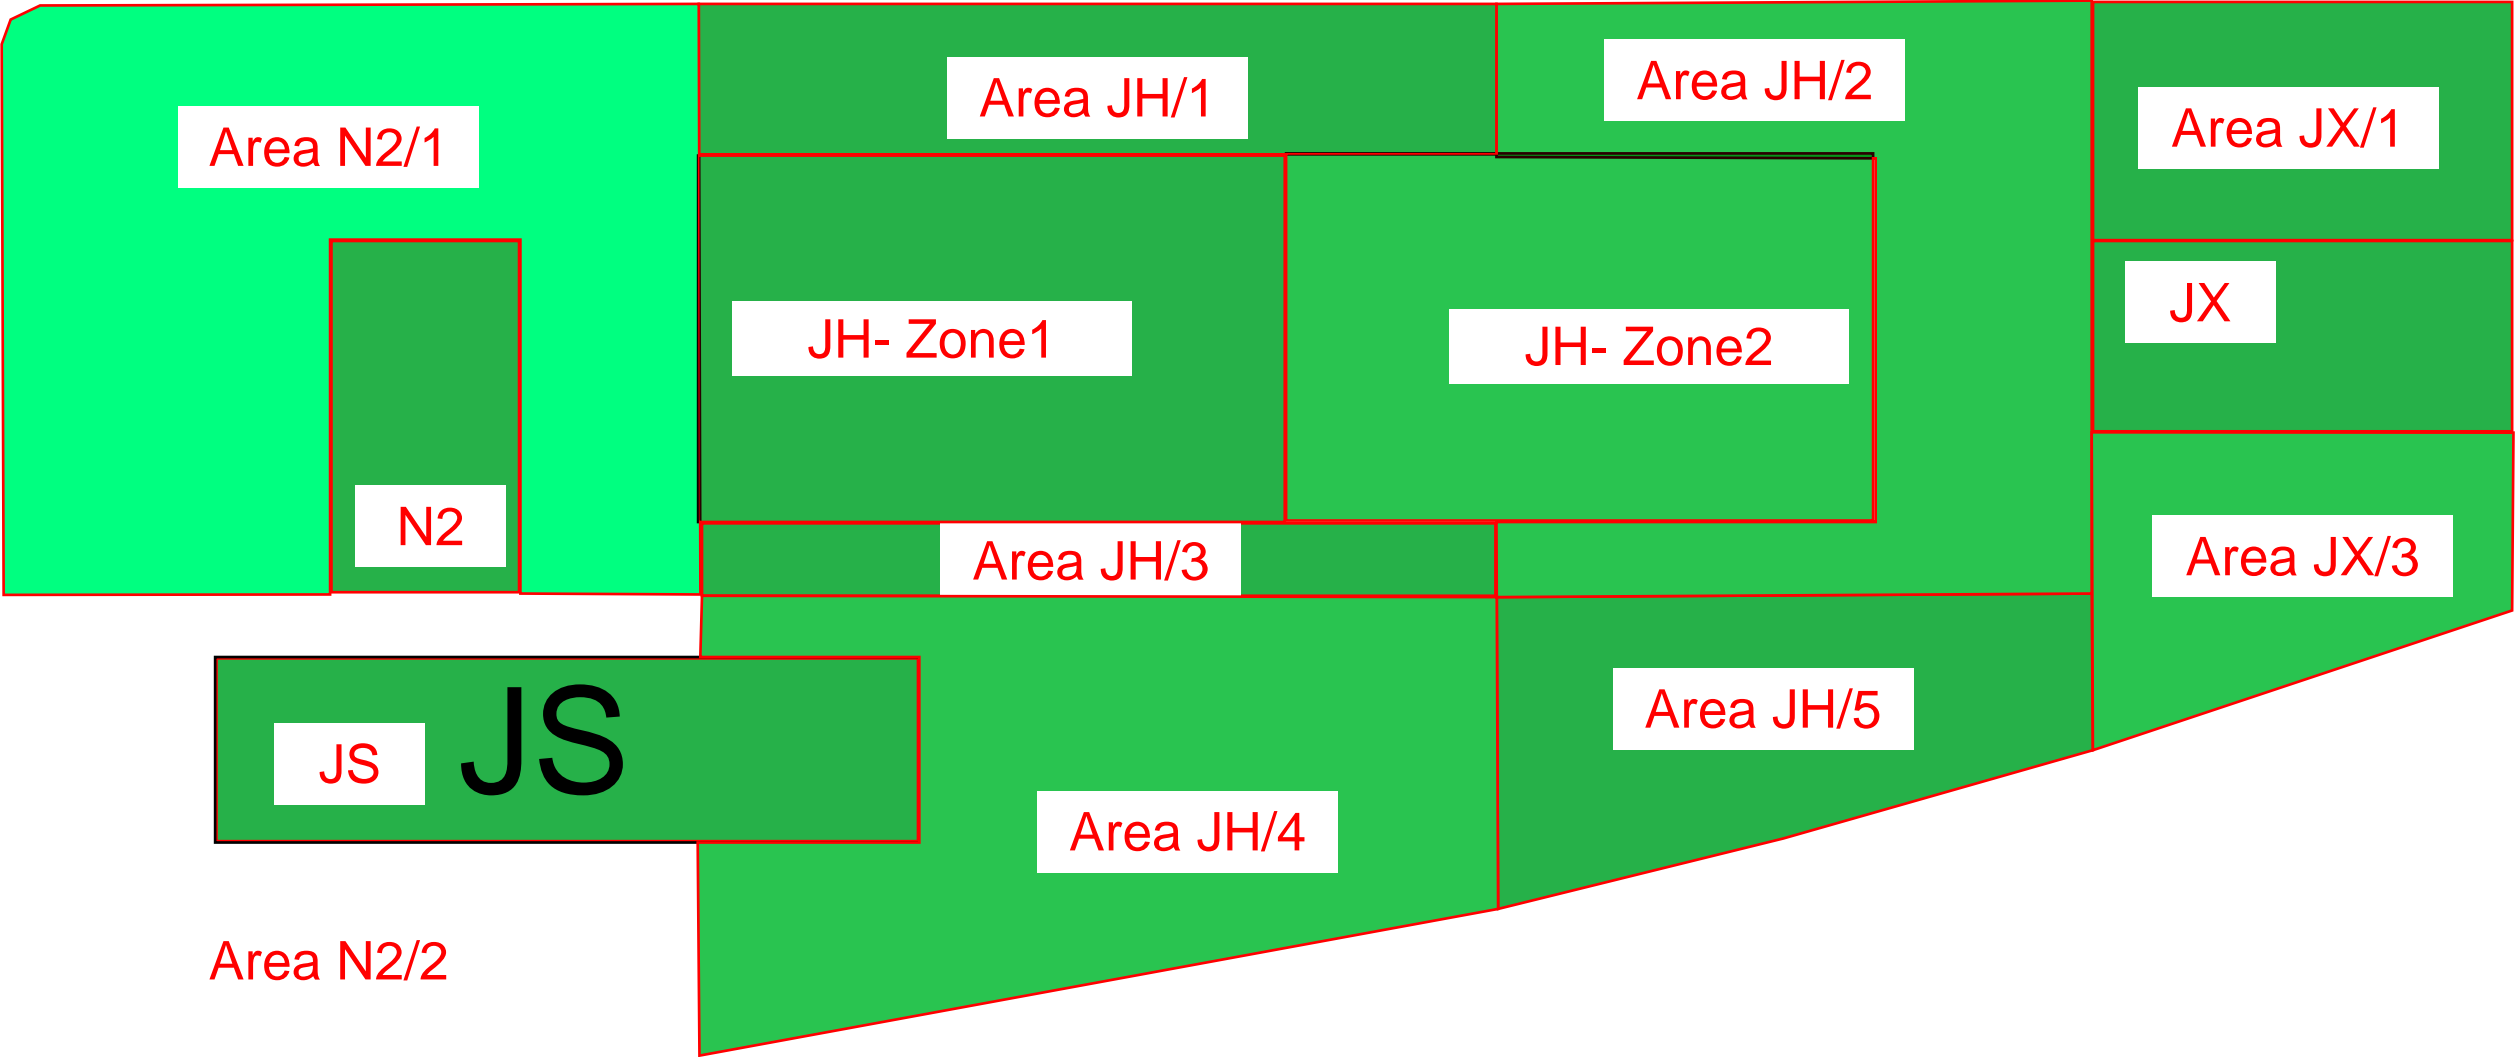 Area JH/1
Area JH/2
Area N2/1
Area JX/1
JX
JH- Zone1
JH- Zone2
N2
Area JH/3
Area JX/3
Area JH/5
JS
JS
Area JH/4
Area N2/2